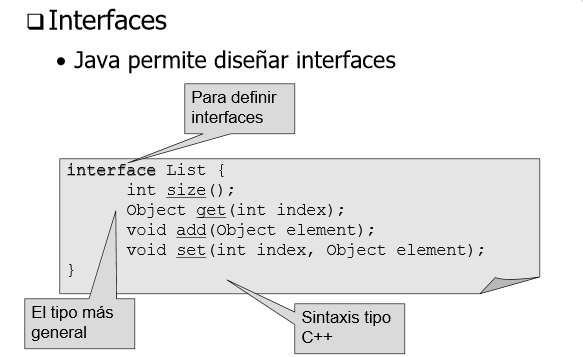 ❑ Interfaces
• Java permite diseñar interfaces
Para definir
interfaces
interface List {
int size();
Object get(int index);
void add(Object element);
void set(int index, Object element);
}
El tipo más
general
Sintaxis tipo
C++